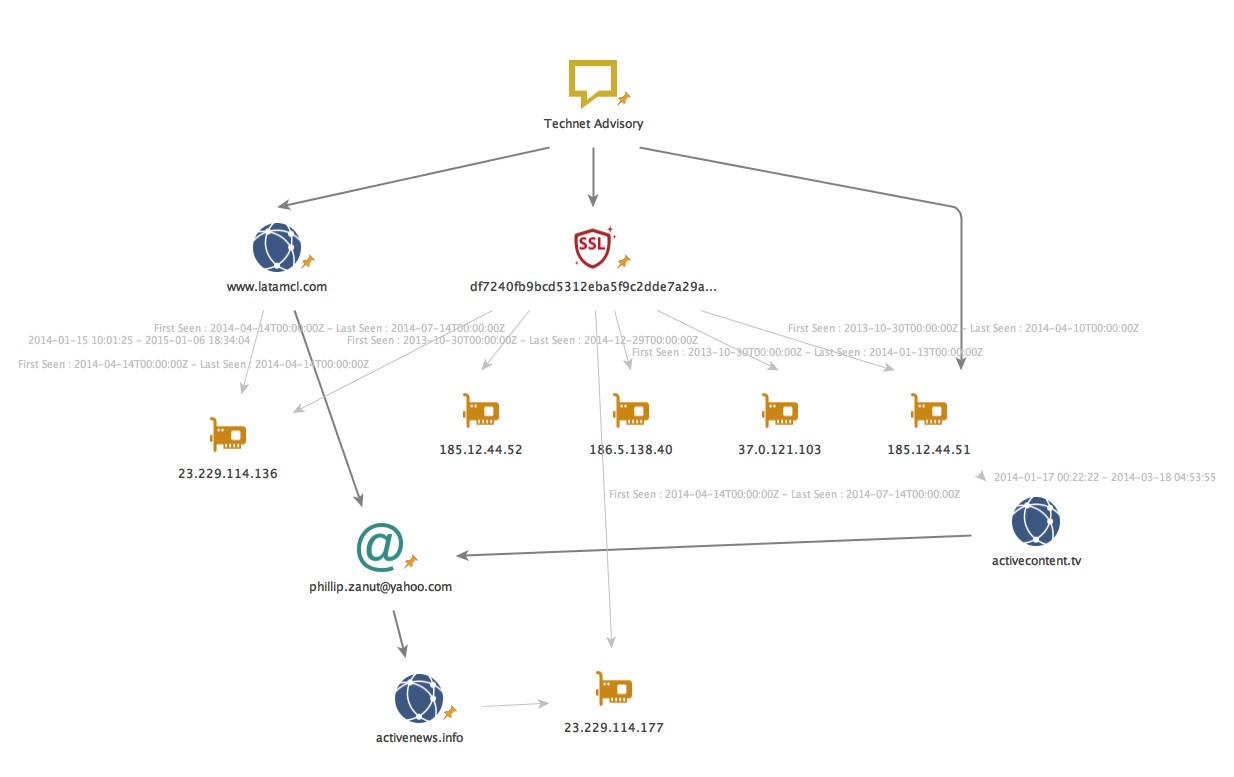 Technet Advisory
SSL
www.latamcl.com
df7240fb9bcd5312eba5f9c2dde7a29a...
First Seen : 2014-04-14T00:00:00Z - Last Seen : 2014-07-14T00:00:00Z
First Seen : 2013-10-30T00:00:00Z - Last Seen : 2014-04-10T00:00:00Z
2014-01-15 10:01:25 - 2015-01-06 18:34:04
First Seen : 2013-10-30T00:00:00Z - Last Seen : 2014-12-29T00:00:00Z
First Seen : 2013-10-30T00:00:00Z - Last Seen : 2014-01-13T00:00:00Z
First Seen : 2014-04-14T00:00:00Z - Last Seen : 2014-04-14T00:00:00Z
185.12.44.52
186.5.138.40
37.0.121.103
185.12.44.51
23.229.114.136
2014-01-17 00:22:22 - 2014-03-18 04:53:55
First Seen : 2014-04-14T00:00:00Z - Last Seen : 2014-07-14T00:00:00Z
activecontent.tv
@
phillip.zanut@yahoo.com
23.229.114.177
activenews.info